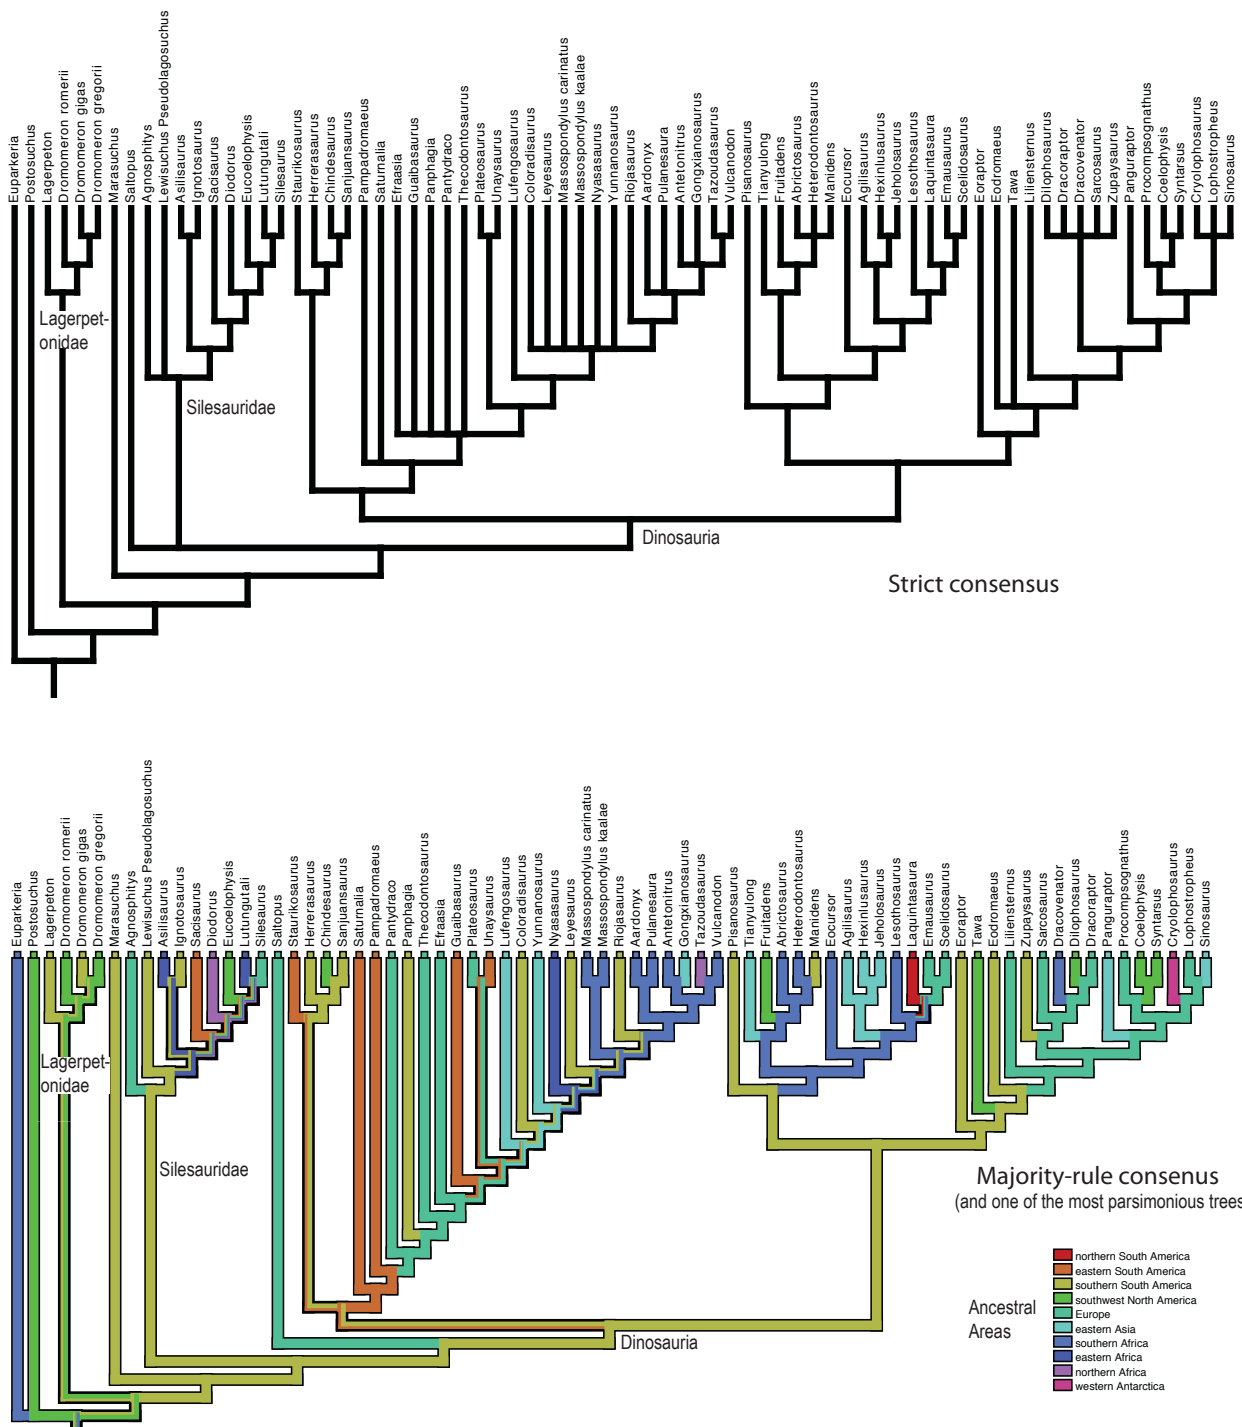 Euparkeria
Postosuchus
Lagerpeton
Dromomeron romerii
Dromomeron gigas
Dromomeron gregorii
Marasuchus
Saltopus
Agnosphitys
Lewisuchus Pseudolagosuchus
Asilisaurus
Ignotosaurus
Sacisaurus
Diodorus
Eucoelophysis
Lutungutali
Silesaurus
Staurikosaurus
Herrerasaurus
Chindesaurus
Sanjuansaurus
Pampadromaeus
Saturnalia
Efraasia
Guaibasaurus
Panphagia
Pantydraco
Thecodontosaurus
Plateosaurus
Unaysaurus
Lufengosaurus
Coloradisaurus
Leyesaurus
Massospondylus carinatus
Massospondylus kaalae
Nyasasaurus
Yunnanosaurus
Riojasaurus
Aardonyx
Pulanesaura
Antetonitrus
Gongxianosaurus
Tazoudasaurus
Vulcanodon
Pisanosaurus
Tianyulong
Fruitadens
Abrictosaurus
Heterodontosaurus
Manidens
Eocursor
Agilisaurus
Hexinlusaurus
Jeholosaurus
Lesothosaurus
Laquintasaura
Emausaurus
Scelidosaurus
Eoraptor
Eodromaeus
Tawa
Liliensternus
Dilophosaurus
Dracoraptor
Dracovenator
Sarcosaurus
Zupaysaurus
Panguraptor
Procompsognathus
Coelophysis
Syntarsus
Cryolophosaurus
Lophostropheus
Sinosaurus
Lagerpet-
onidae
Silesauridae
Dinosauria
Strict consensus
Euparkeria
Postosuchus
Lagerpeton
Dromomeron romerii
Dromomeron gigas
Dromomeron gregorii
Marasuchus
Agnosphitys
Lewisuchus Pseudolagosuchus
Asilisaurus
Ignotosaurus
Sacisaurus
Diodorus
Eucoelophysis
Lutungutali
Silesaurus
Saltopus
Staurikosaurus
Herrerasaurus
Chindesaurus
Sanjuansaurus
Saturnalia
Pampadromaeus
Pantydraco
Panphagia
Thecodontosaurus
Efraasia
Guaibasaurus
Plateosaurus
Unaysaurus
Lufengosaurus
Coloradisaurus
Yunnanosaurus
Nyasasaurus
Leyesaurus
Massospondylus carinatus
Massospondylus kaalae
Riojasaurus
Aardonyx
Pulanesaura
Antetonitrus
Gongxianosaurus
Tazoudasaurus
Vulcanodon
Pisanosaurus
Tianyulong
Fruitadens
Abrictosaurus
Heterodontosaurus
Manidens
Eocursor
Agilisaurus
Hexinlusaurus
Jeholosaurus
Lesothosaurus
Laquintasaura
Emausaurus
Scelidosaurus
Eoraptor
Tawa
Eodromaeus
Liliensternus
Zupaysaurus
Sarcosaurus
Dracovenator
Dilophosaurus
Dracoraptor
Panguraptor
Procompsognathus
Coelophysis
Syntarsus
Cryolophosaurus
Lophostropheus
Sinosaurus
Lagerpet-
onidae
Silesauridae
Dinosauria
Majority-rule consenus
(and one of the most parsimonious trees
Ancestral
Areas
northern South America
eastern South America
southern South America
southwest North America
Europe
eastern Asia
southern Africa
eastern Africa
northern Africa
western Antarctica